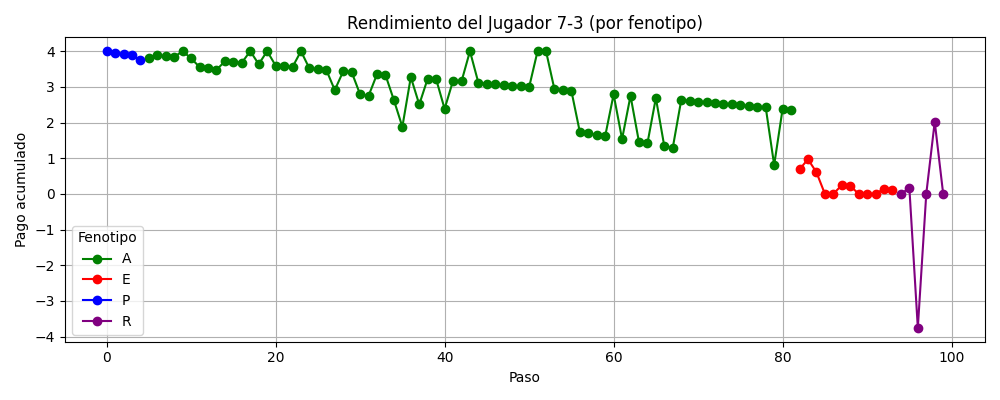 Rendimiento del Jugador 7-3 (por fenotipo)
Pago acumulado
4
3
2
1
0
−1
−2
−3
−4
Fenotipo
A
E
P
R
0 20 40 60 80 100
Paso